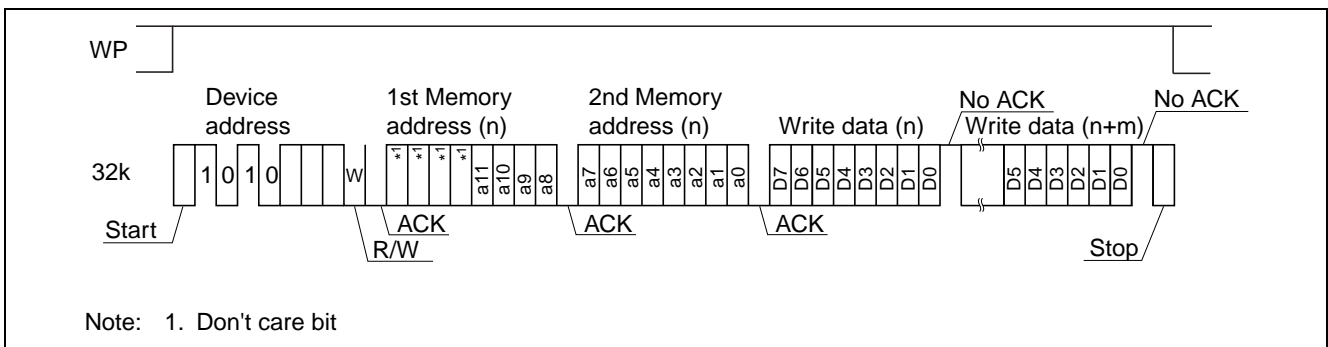 WP
Device address
1st Memory address (n)
2nd Memory address (n)
Write data (n)
No ACK
Write data (n+m)
No ACK
32k
1 0 1 0 W
*1 *1 *1 *1 a11 a10 a9 a8
a7 a6 a5 a4 a3 a2 a1 a0
D7 D6 D5 D4 D3 D2 D1 D0
D5 D4 D3 D2 D1 D0
Start
R/W
ACK
ACK
ACK
Stop
Note: 1. Don't care bit